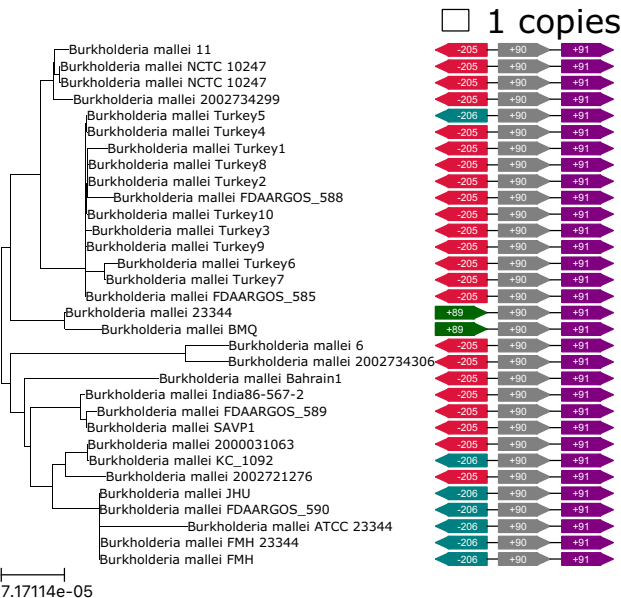 1 copies
Burkholderia mallei 11 -205 +90 +91
Burkholderia mallei NCTC 10247 -205 +90 +91
Burkholderia mallei NCTC 10247 -205 +90 +91
Burkholderia mallei 2002734299 -205 +90 +91
Burkholderia mallei Turkey5 -206 +90 +91
Burkholderia mallei Turkey4 -205 +90 +91
Burkholderia mallei Turkey1 -205 +90 +91
Burkholderia mallei Turkey8 -205 +90 +91
Burkholderia mallei Turkey2 -205 +90 +91
Burkholderia mallei FDAARGOS_588 -205 +90 +91
Burkholderia mallei Turkey10 -205 +90 +91
Burkholderia mallei Turkey3 -205 +90 +91
Burkholderia mallei Turkey9 -205 +90 +91
Burkholderia mallei Turkey6 -205 +90 +91
Burkholderia mallei Turkey7 -205 +90 +91
Burkholderia mallei FDAARGOS_585 -205 +90 +91
Burkholderia mallei 23344 +89 +90 +91
Burkholderia mallei BMQ +89 +90 +91
Burkholderia mallei 6 -205 +90 +91
Burkholderia mallei 2002734306 -205 +90 +91
Burkholderia mallei Bahrain1 -205 +90 +91
Burkholderia mallei India86-567-2 -205 +90 +91
Burkholderia mallei FDAARGOS_589 -205 +90 +91
Burkholderia mallei SAVP1 -205 +90 +91
Burkholderia mallei 2000031063 -205 +90 +91
Burkholderia mallei KC_1092 -206 +90 +91
Burkholderia mallei 2002721276 -205 +90 +91
Burkholderia mallei JHU -206 +90 +91
Burkholderia mallei FDAARGOS_590 -206 +90 +91
Burkholderia mallei ATCC 23344 -206 +90 +91
Burkholderia mallei FMH 23344 -206 +90 +91
Burkholderia mallei FMH -206 +90 +91
7.17114e-05